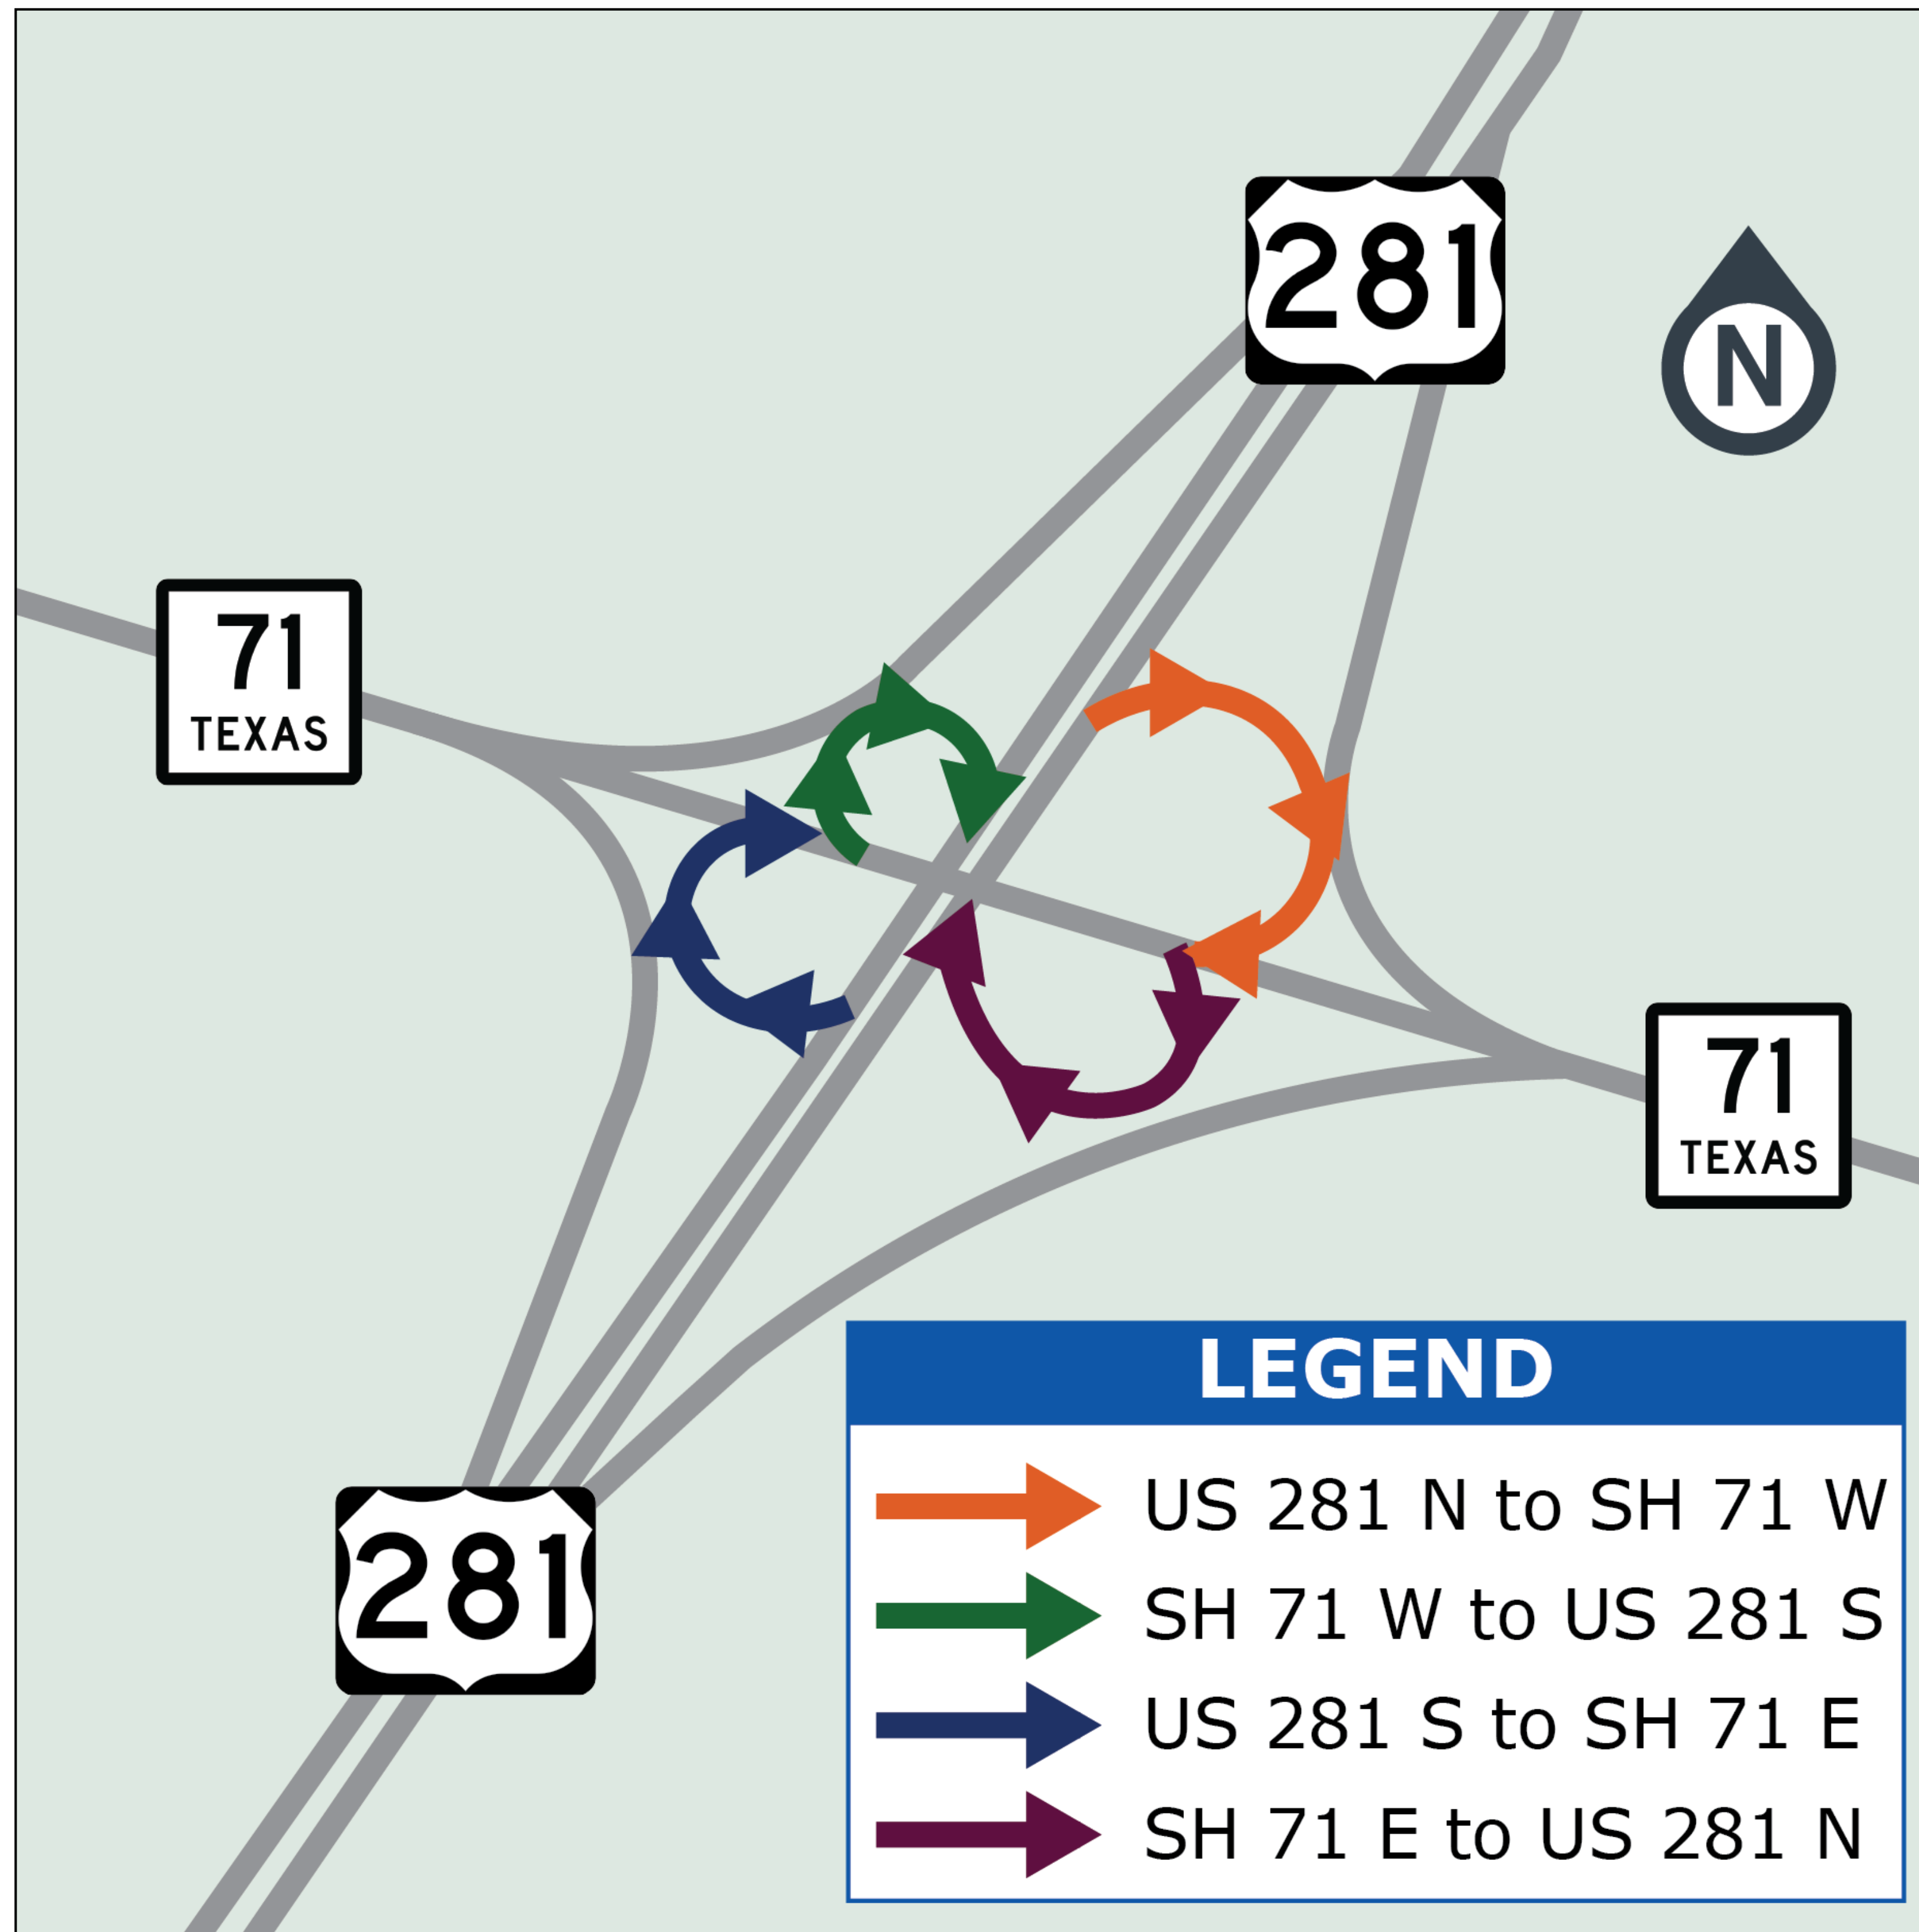 281
N
71
TEXAS
71
TEXAS
281
LEGEND
US 281 N to SH 71 W
SH 71 W to US 281 S
US 281 S to SH 71 E
SH 71 E to US 281 N